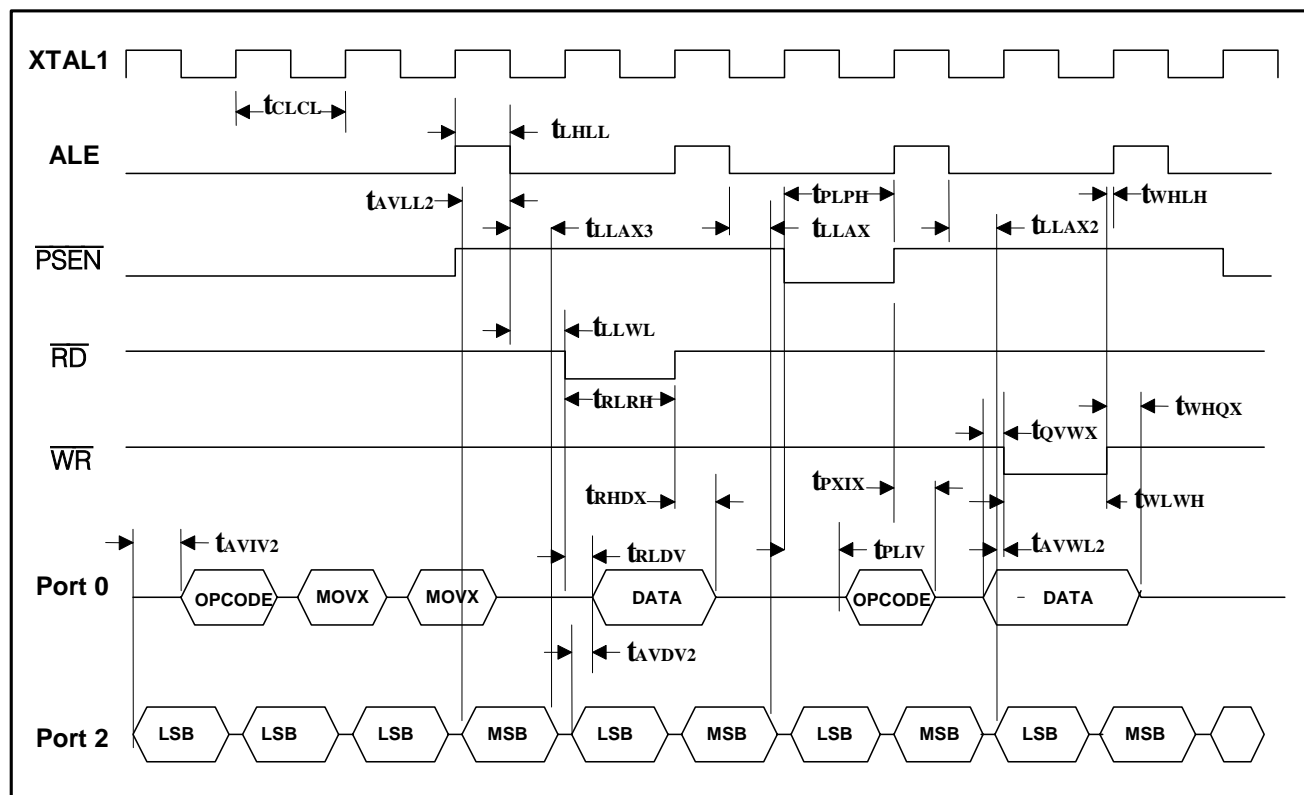 XTAL1
tCLCL
tLHLL
ALE
tAVLL2
tPLPH
tWHLH
tLLAX3
tLLAX
tLLAX2
PSEN
tLLWL
RD
tRLRH
tWHQX
tQVWX
WR
tRHDX
tPXIX
tWLWH
tAVIV2
tRLDV
tPLIV
tAVWL2
Port 0
OPCODE
MOVX
MOVX
DATA
OPCODE
- DATA
tAVDV2
Port 2
LSB
LSB
LSB
MSB
LSB
MSB
LSB
MSB
LSB
MSB